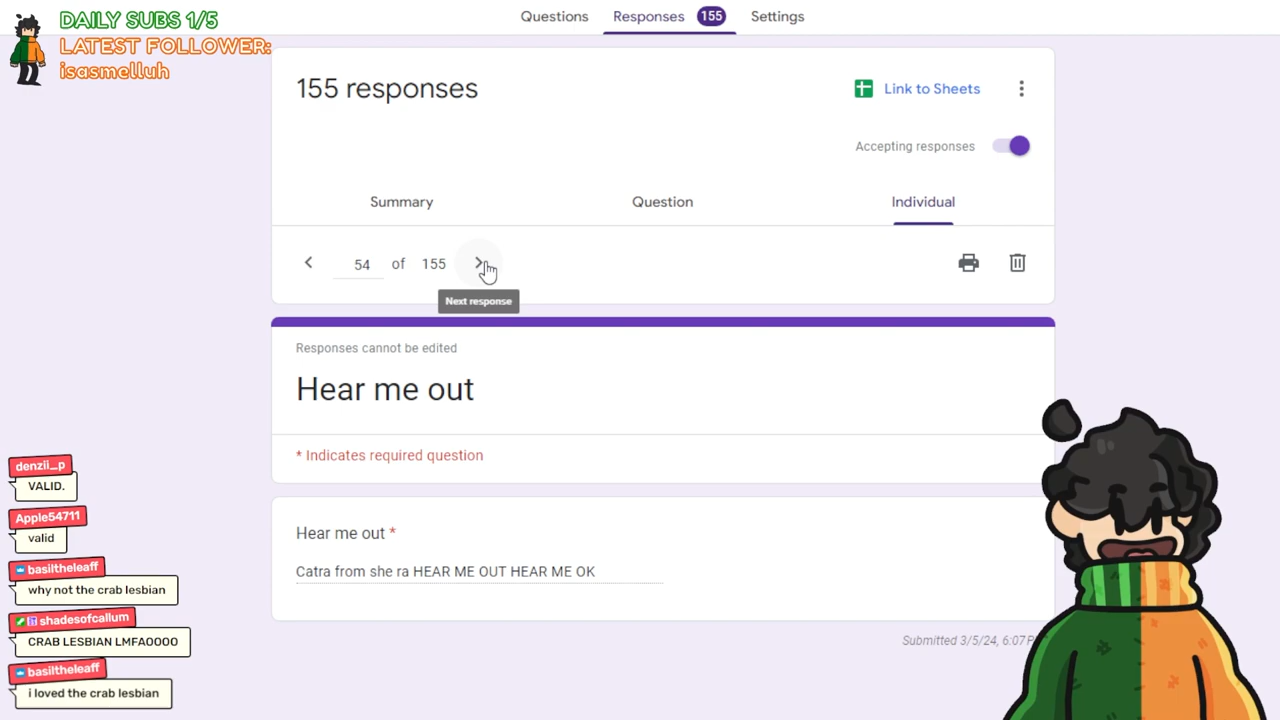 DAILY SUBS 1/5
LATEST FOLLOWER:
isasmelluh
Questions
Responses 155
Settings
155 responses
Link to Sheets
Accepting responses
Summary
Question
Individual
54 of 155
Next response
Responses cannot be edited
Hear me out
* Indicates required question
Hear me out *
Catra from she ra HEAR ME OUT HEAR ME OK
Submitted 3/5/24, 6:07 P
denzii_p
VALID.
Apple54711
valid
basiltheleaff
why not the crab lesbian
shadesofcallum
CRAB LESBIAN LMFAOOOO
basiltheleaff
i loved the crab lesbian